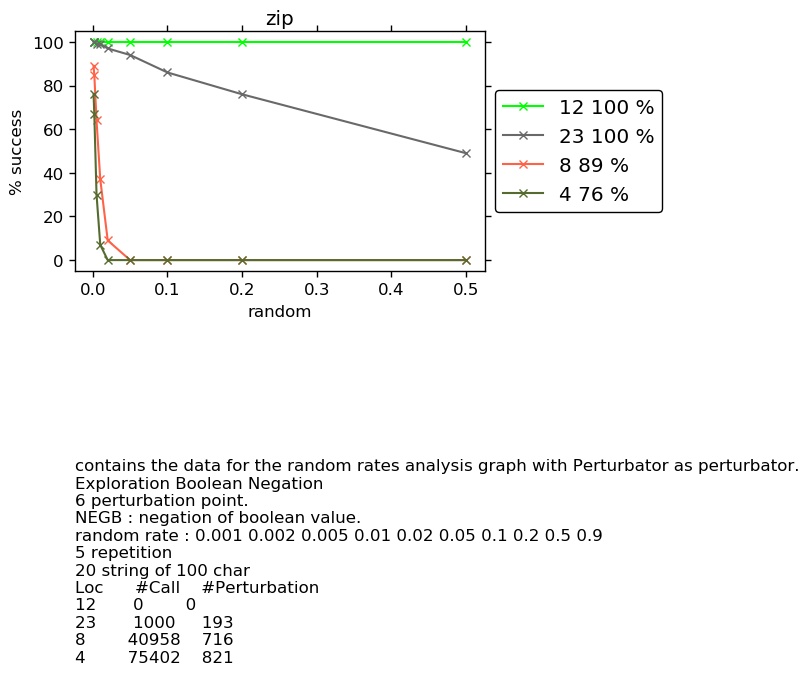 zip
100
80
60
40
20
0
% success
0.0 0.1 0.2 0.3 0.4 0.5
random
12 100 %
23 100 %
8 89 %
4 76 %
contains the data for the random rates analysis graph with Perturbator as perturbator.
Exploration Boolean Negation
6 perturbation point.
NEGB : negation of boolean value.
random rate : 0.001 0.002 0.005 0.01 0.02 0.05 0.1 0.2 0.5 0.9
5 repetition
20 string of 100 char
Loc #Call #Perturbation
12 0 0
23 1000 193
8 40958 716
4 75402 821